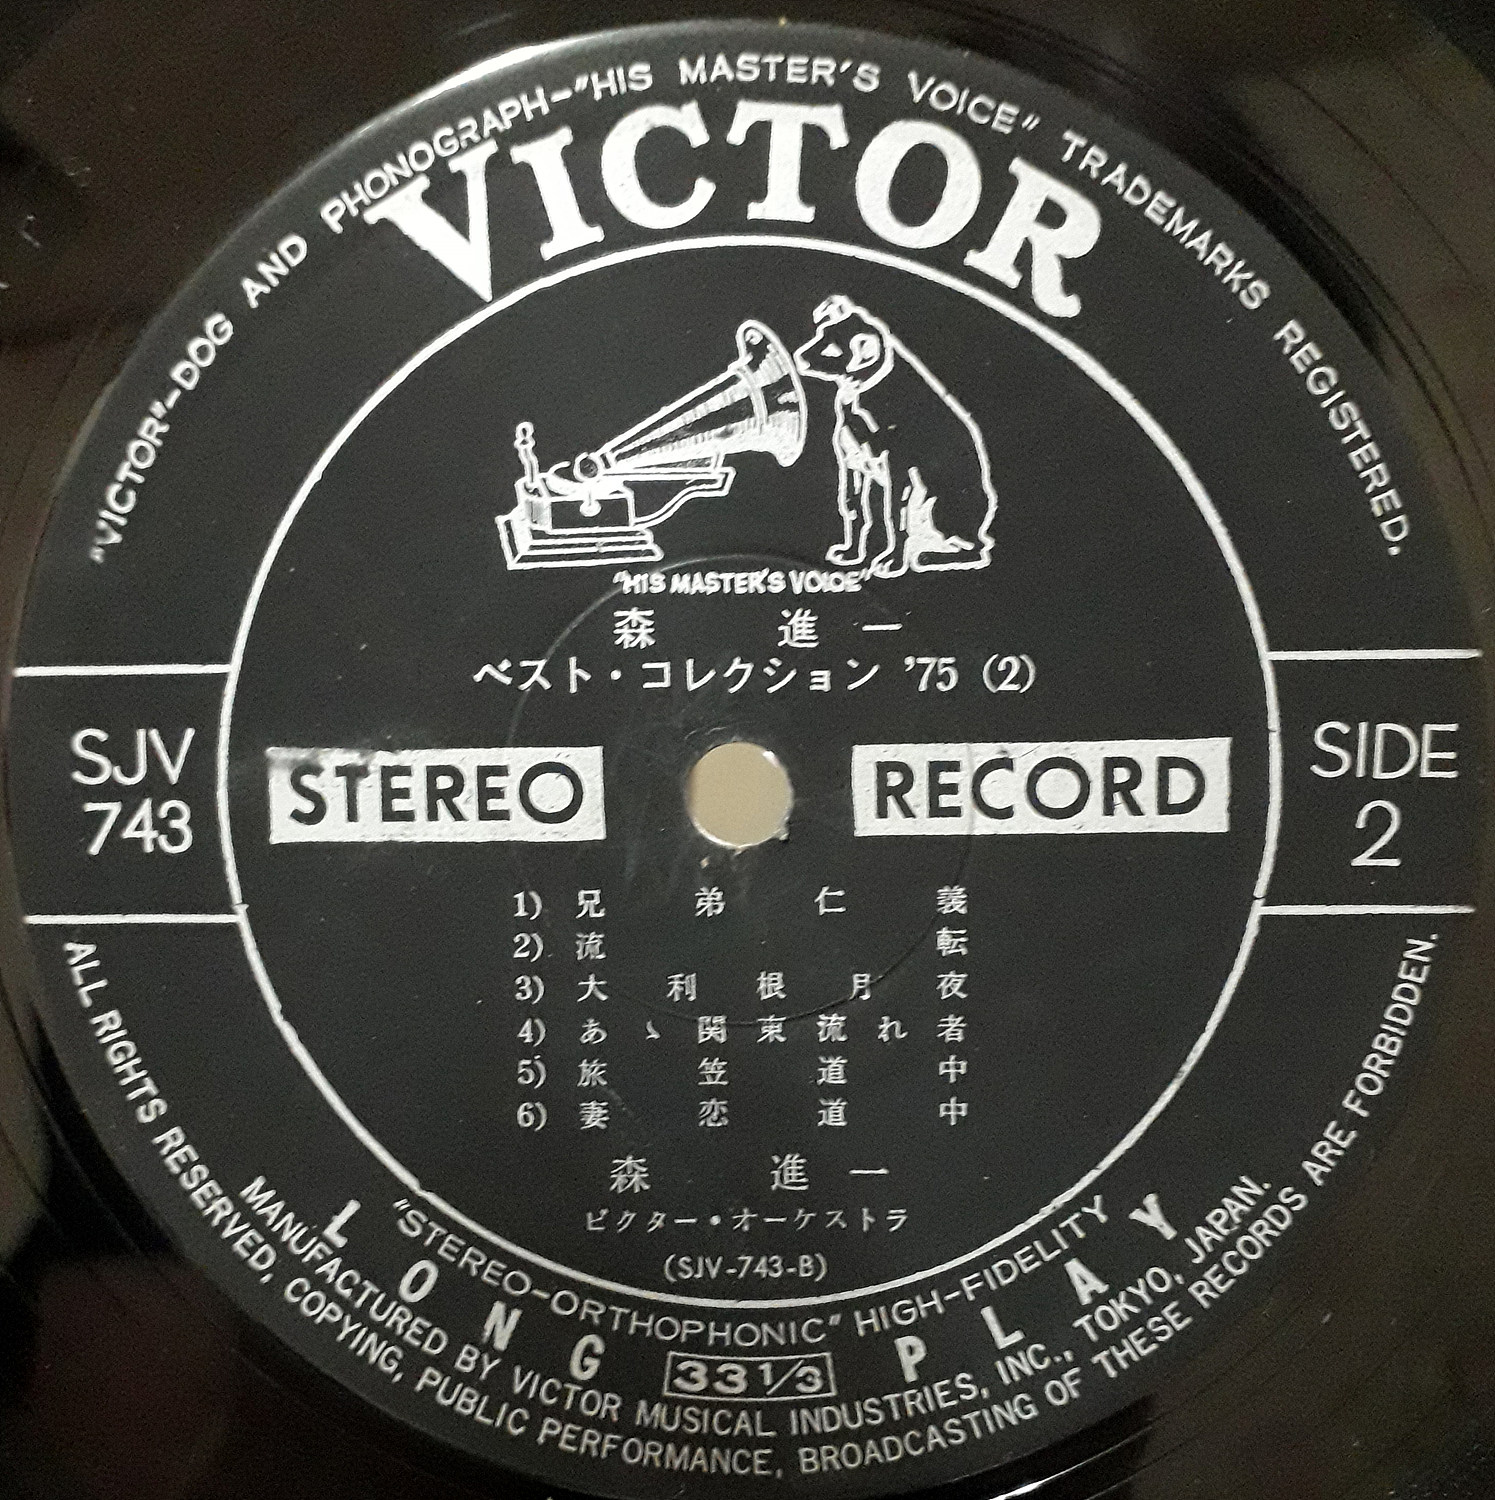 "VICTOR"-DOG AND PHONOGRAPH-"HIS MASTER'S VOICE" TRADEMARKS REGISTERED.
VICTOR
"HIS MASTER'S VOICE"
森 進一
ベスト・コレクション '75 (2)
SJV
743
STEREO RECORD
SIDE
2
1) 兄弟仁義
2) 流転
3) 大利根月夜
4) あゝ関東流れ者
5) 旅笠道中
6) 妻恋道中
森 進一
ビクター・オーケストラ
(SJV-743-B)
"STEREO-ORTHOPHONIC" HIGH-FIDELITY
LONG 33 1/3 PLAY
MANUFACTURED BY VICTOR MUSICAL INDUSTRIES, INC., TOKYO, JAPAN.
ALL RIGHTS RESERVED, COPYING, PUBLIC PERFORMANCE, BROADCASTING OF THESE RECORDS ARE FORBIDDEN.